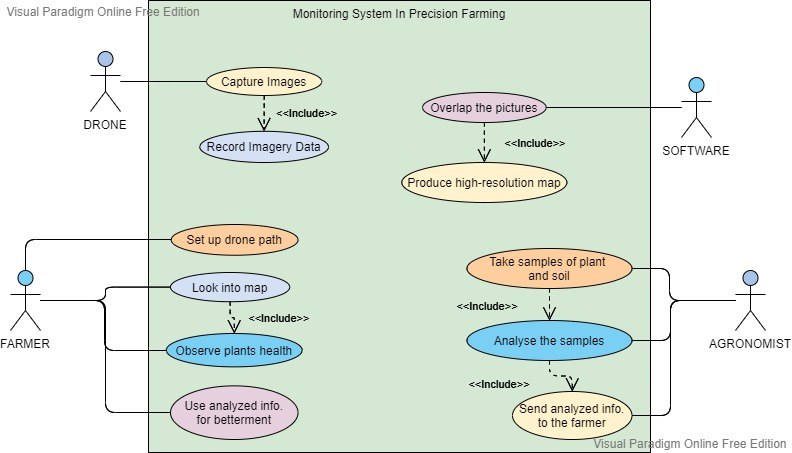 Visual Paradigm Online Free Edition
Monitoring System In Precision Farming
DRONE
Capture Images
<<Include>>
Record Imagery Data
Overlap the pictures
<<Include>>
Produce high-resolution map
SOFTWARE
Set up drone path
Look into map
<<Include>>
Observe plants health
Use analyzed info.
for betterment
FARMER
Take samples of plant
and soil
<<Include>>
Analyse the samples
<<Include>>
Send analyzed info.
to the farmer
AGRONOMIST
Visual Paradigm Online Free Edition